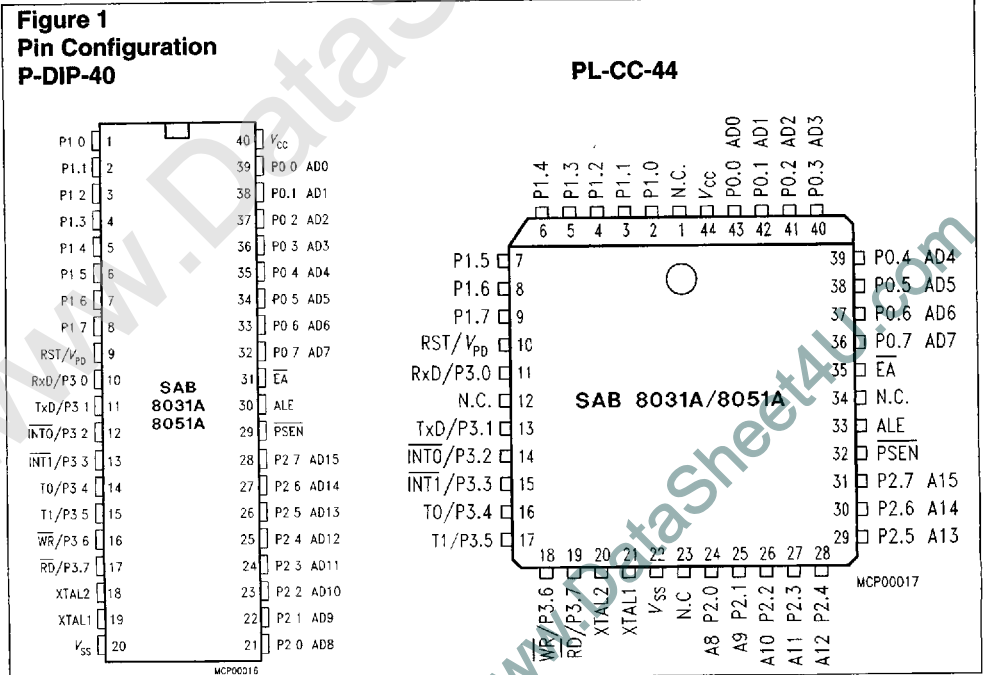 Figure 1
Pin Configuration
P-DIP-40
PL-CC-44
P1 0 1
P1.1 2
P1 2 3
P1.3 4
P1 4 5
P1 5 6
P1 6 7
P1 7 8
RST/VPD 9
RxD/P3 0 10
TxD/P3 1 11
INT0/P3 2 12
INT1/P3 3 13
T0/P3 4 14
T1/P3 5 15
WR/P3 6 16
RD/P3.7 17
XTAL2 18
XTAL1 19
VSS 20
SAB
8031A
8051A
40 VCC
39 P0 0 AD0
38 P0.1 AD1
37 P0 2 AD2
36 P0 3 AD3
35 P0 4 AD4
34 P0 5 AD5
33 P0 6 AD6
32 P0 7 AD7
31 EA
30 ALE
29 PSEN
28 P2 7 AD15
27 P2 6 AD14
26 P2 5 AD13
25 P2 4 AD12
24 P2 3 AD11
23 P2 2 AD10
22 P2 1 AD9
21 P2 0 AD8
MCP00016
P1.4 6
P1.3 5
P1.2 4
P1.1 3
P1.0 2
N.C. 1
VCC 44
P0.0 AD0 43
P0.1 AD1 42
P0.2 AD2 41
P0.3 AD3 40
P1.5 7
P1.6 8
P1.7 9
RST/VPD 10
RxD/P3.0 11
N.C. 12
TxD/P3.1 13
INT0/P3.2 14
INT1/P3.3 15
T0/P3.4 16
T1/P3.5 17
SAB 8031A/8051A
39 P0.4 AD4
38 P0.5 AD5
37 P0.6 AD6
36 P0.7 AD7
35 EA
34 N.C.
33 ALE
32 PSEN
31 P2.7 A15
30 P2.6 A14
29 P2.5 A13
18 WR/P3.6
19 RD/P3.7
20 XTAL2
21 XTAL1
22 VSS
23 N.C
24 A8 P2.0
25 A9 P2.1
26 A10 P2.2
27 A11 P2.3
28 A12 P2.4
MCP00017
www.DataSheet4U.com
www.Datas